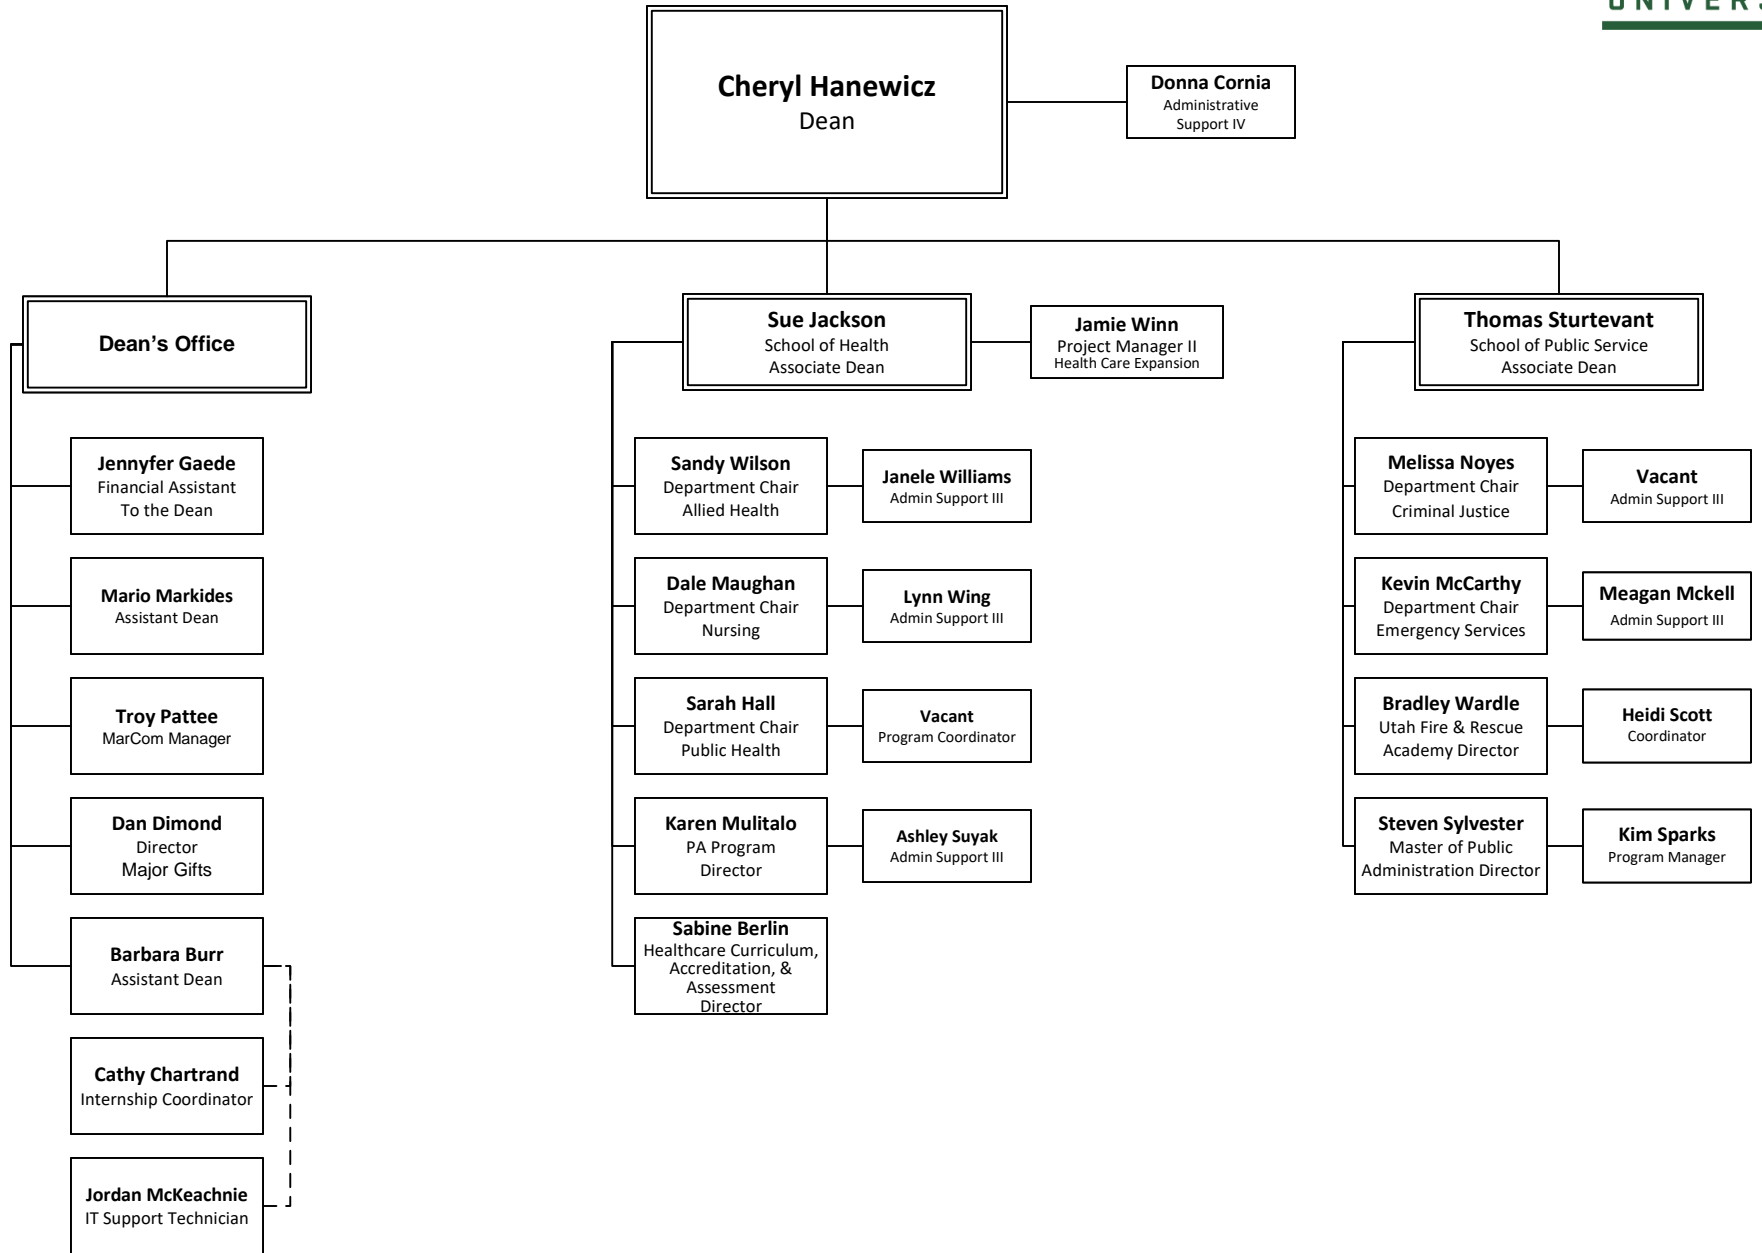 UNIVERS
Cheryl Hanewicz
Dean
Donna Cornia
Administrative
Support IV
Dean's Office
Sue Jackson
School of Health
Associate Dean
Jamie Winn
Project Manager II
Health Care Expansion
Thomas Sturtevant
School of Public Service
Associate Dean
Jennyfer Gaede
Financial Assistant
To the Dean
Mario Markides
Assistant Dean
Troy Pattee
MarCom Manager
Dan Dimond
Director
Major Gifts
Barbara Burr
Assistant Dean
Cathy Chartrand
Internship Coordinator
Jordan McKeachnie
IT Support Technician
Sandy Wilson
Department Chair
Allied Health
Janele Williams
Admin Support III
Dale Maughan
Department Chair
Nursing
Lynn Wing
Admin Support III
Sarah Hall
Department Chair
Public Health
Vacant
Program Coordinator
Karen Mulitalo
PA Program
Director
Ashley Suyak
Admin Support III
Sabine Berlin
Healthcare Curriculum,
Accreditation, &
Assessment
Director
Melissa Noyes
Department Chair
Criminal Justice
Vacant
Admin Support III
Kevin McCarthy
Department Chair
Emergency Services
Meagan Mckell
Admin Support III
Bradley Wardle
Utah Fire & Rescue
Academy Director
Heidi Scott
Coordinator
Steven Sylvester
Master of Public
Administration Director
Kim Sparks
Program Manager